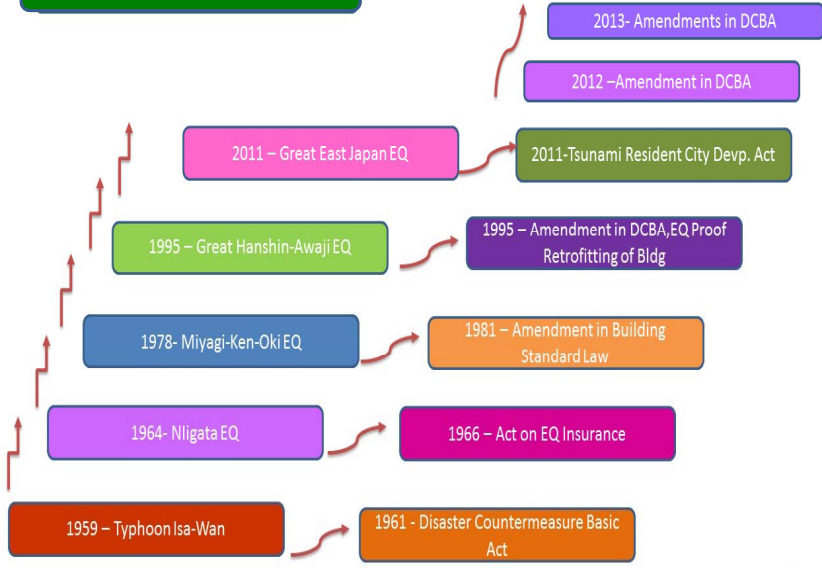 2013- Amendments in DCBA
2012 –Amendment in DCBA
2011 – Great East Japan EQ
2011-Tsunami Resident City Devp. Act
1995 – Great Hanshin-Awaji EQ
1995 – Amendment in DCBA,EQ Proof
Retrofitting of Bldg
1978- Miyagi-Ken-Oki EQ
1981 – Amendment in Building
Standard Law
1964- NIigata EQ
1966 – Act on EQ Insurance
1959 – Typhoon Isa-Wan
1961 - Disaster Countermeasure Basic
Act